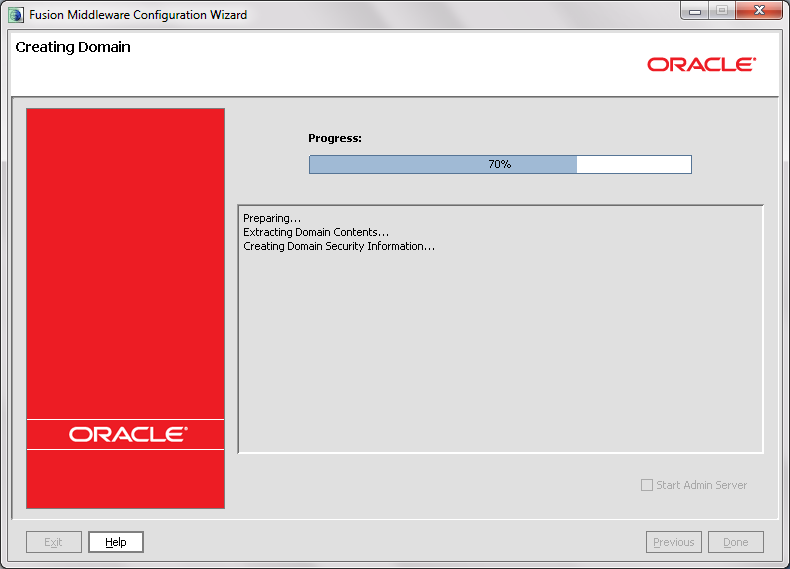 Fusion Middleware Configuration Wizard
Creating Domain
ORACLE
Progress:
70%
Preparing...
Extracting Domain Contents...
Creating Domain Security Information...
ORACLE
Start Admin Server
Exit
Help
Previous
Done